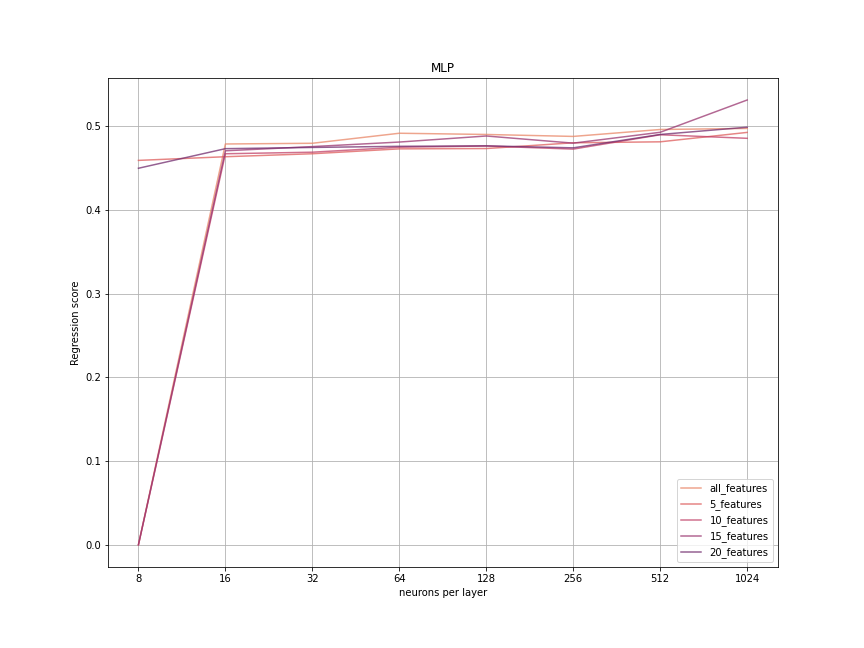 MLP
Regression score
0.5
0.4
0.3
0.2
0.1
0.0
8 16 32 64 128 256 512 1024
neurons per layer
all_features
5_features
10_features
15_features
20_features